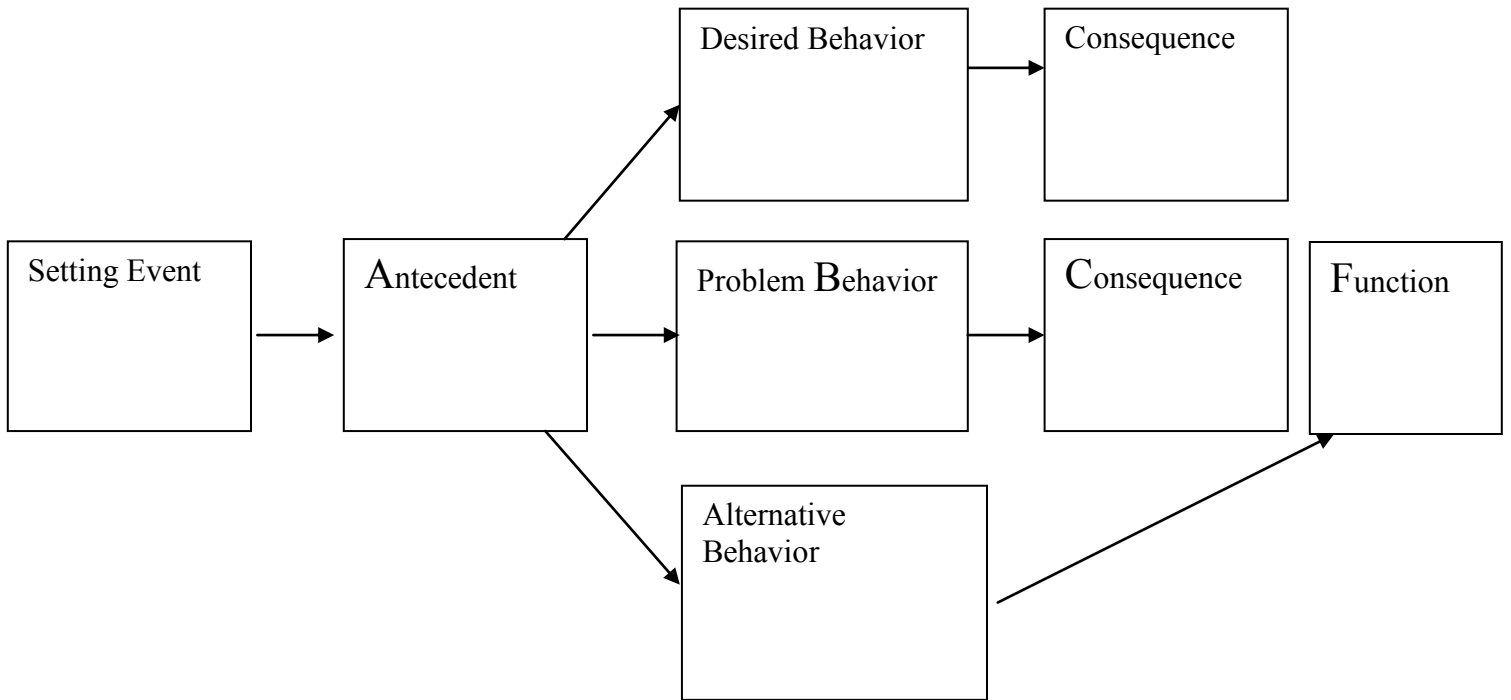 Desired Behavior
Consequence
Setting Event
Antecedent
Problem Behavior
Consequence
Function
Alternative
Behavior